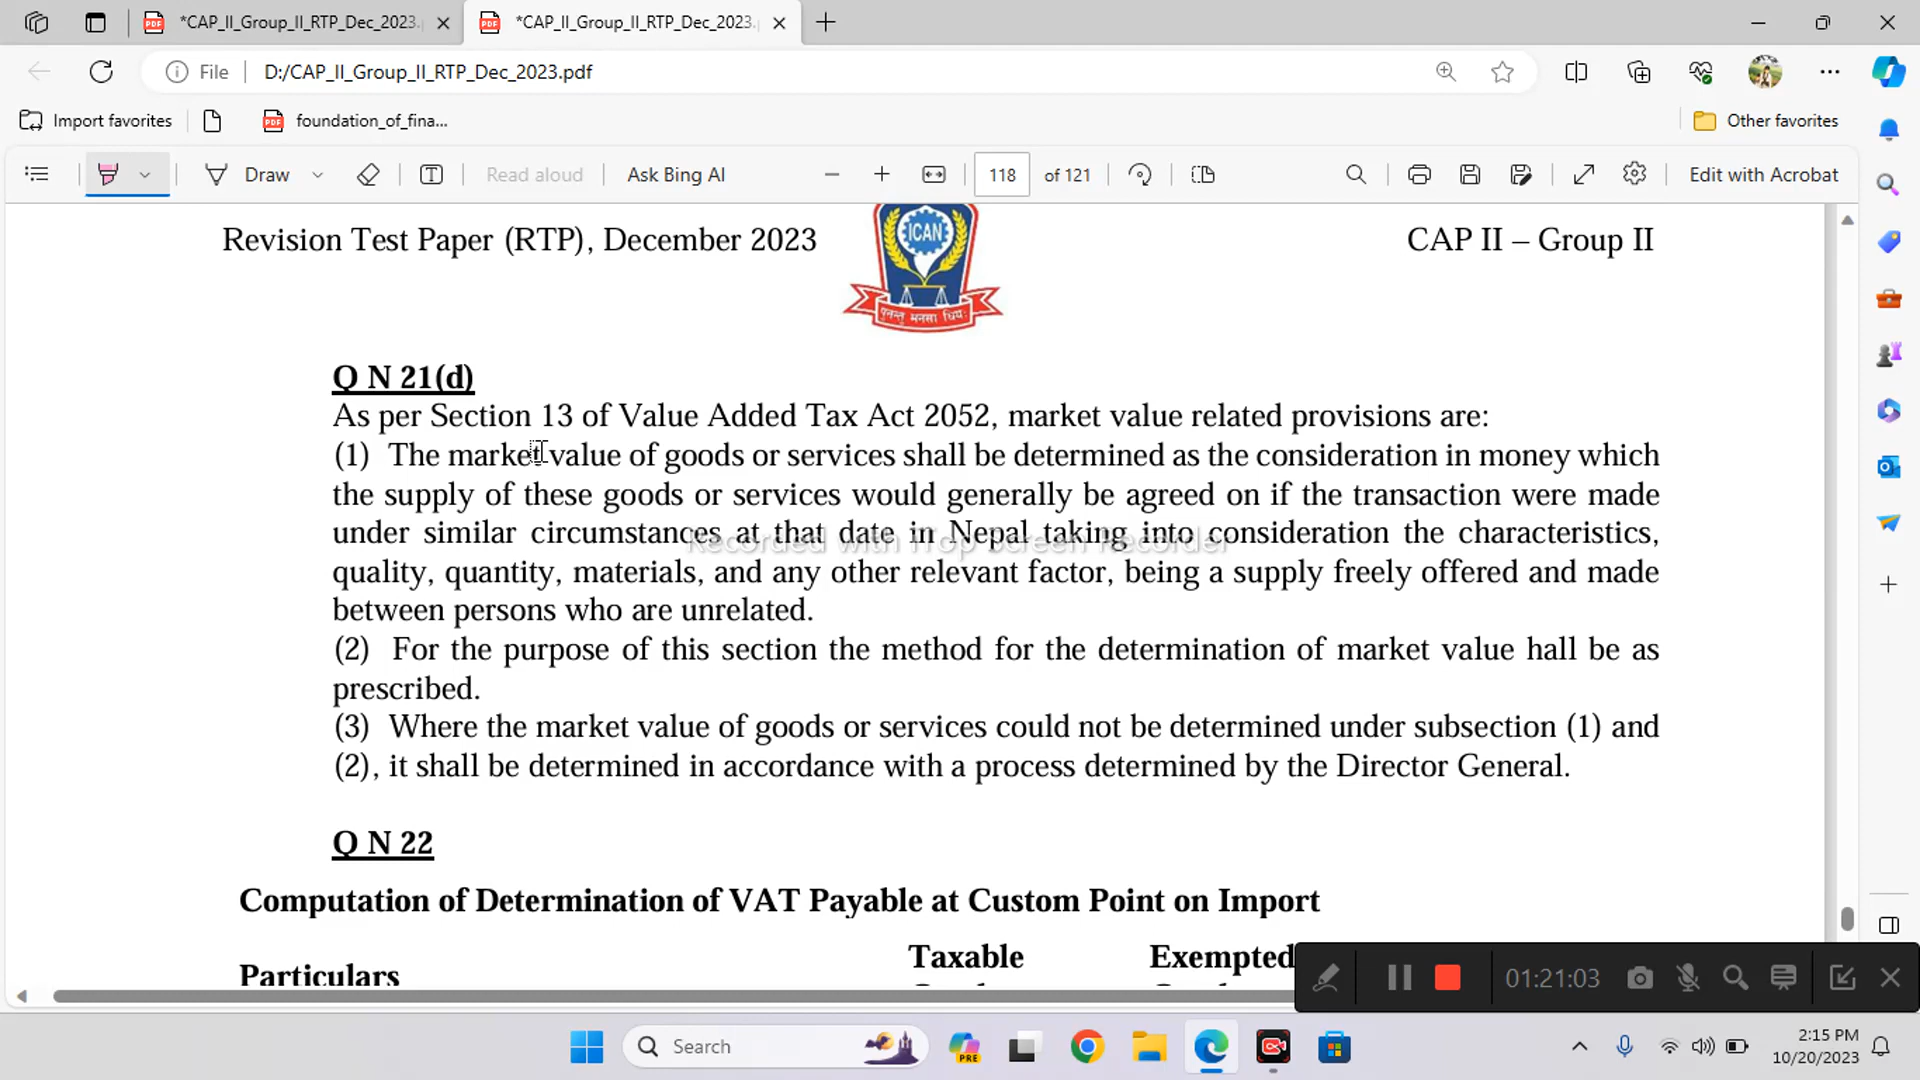 *CAP_II_Group_II_RTP_Dec_2023.
*CAP_II_Group_II_RTP_Dec_2023.
File
D:/CAP_II_Group_II_RTP_Dec_2023.pdf
Import favorites
foundation_of_fina...
Other favorites
Draw
Read aloud
Ask Bing AI
118
of 121
Edit with Acrobat
Revision Test Paper (RTP), December 2023
ICAN
पुनन्तु मनसा धियः
CAP II – Group II
Q N 21(d)
As per Section 13 of Value Added Tax Act 2052, market value related provisions are:
(1) The market value of goods or services shall be determined as the consideration in money which
the supply of these goods or services would generally be agreed on if the transaction were made
under similar circumstances at that date in Nepal taking into consideration the characteristics,
Recorded with iTop Screen Recorder
quality, quantity, materials, and any other relevant factor, being a supply freely offered and made
between persons who are unrelated.
(2) For the purpose of this section the method for the determination of market value hall be as
prescribed.
(3) Where the market value of goods or services could not be determined under subsection (1) and
(2), it shall be determined in accordance with a process determined by the Director General.
Q N 22
Computation of Determination of VAT Payable at Custom Point on Import
Taxable
Exempted
Particulars
01:21:03
Search
PRE
2:15 PM
10/20/2023